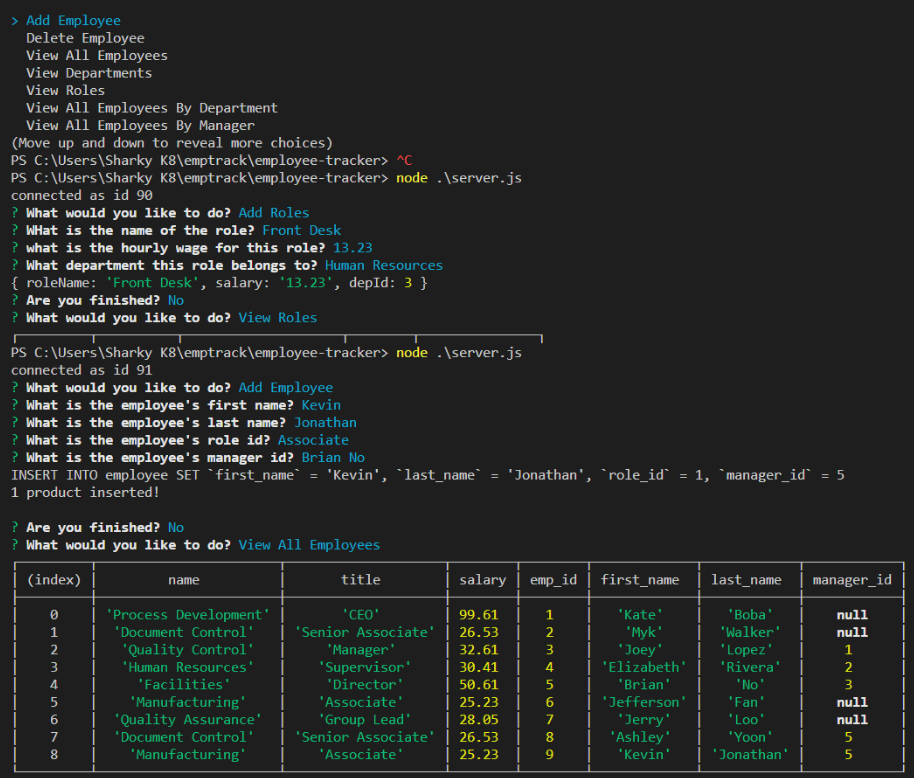 > Add Employee
Delete Employee
View All Employees
View Departments
View Roles
View All Employees By Department
View All Employees By Manager
(Move up and down to reveal more choices)
PS C:\Users\Sharky K8\emptrack\employee-tracker> ^C
PS C:\Users\Sharky K8\emptrack\employee-tracker> node .\server.js
connected as id 90
? What would you like to do? Add Roles
? WHat is the name of the role? Front Desk
? what is the hourly wage for this role? 13.23
? What department this role belongs to? Human Resources
{ roleName: 'Front Desk', salary: '13.23', depId: 3 }
? Are you finished? No
? What would you like to do? View Roles
PS C:\Users\Sharky K8\emptrack\employee-tracker> node .\server.js
connected as id 91
? What would you like to do? Add Employee
? What is the employee's first name? Kevin
? What is the employee's last name? Jonathan
? What is the employee's role id? Associate
? What is the employee's manager id? Brian No
INSERT INTO employee SET `first_name` = 'Kevin', `last_name` = 'Jonathan', `role_id` = 1, `manager_id` = 5
1 product inserted!
? Are you finished? No
? What would you like to do? View All Employees
(index) name title salary emp_id first_name last_name manager_id
0 'Process Development' 'CEO' 99.61 1 'Kate' 'Boba' null
1 'Document Control' 'Senior Associate' 26.53 2 'Myk' 'Walker' null
2 'Quality Control' 'Manager' 32.61 3 'Joey' 'Lopez' 1
3 'Human Resources' 'Supervisor' 30.41 4 'Elizabeth' 'Rivera' 2
4 'Facilities' 'Director' 50.61 5 'Brian' 'No' 3
5 'Manufacturing' 'Associate' 25.23 6 'Jefferson' 'Fan' null
6 'Quality Assurance' 'Group Lead' 28.05 7 'Jerry' 'Loo' null
7 'Document Control' 'Senior Associate' 26.53 8 'Ashley' 'Yoon' 5
8 'Manufacturing' 'Associate' 25.23 9 'Kevin' 'Jonathan' 5